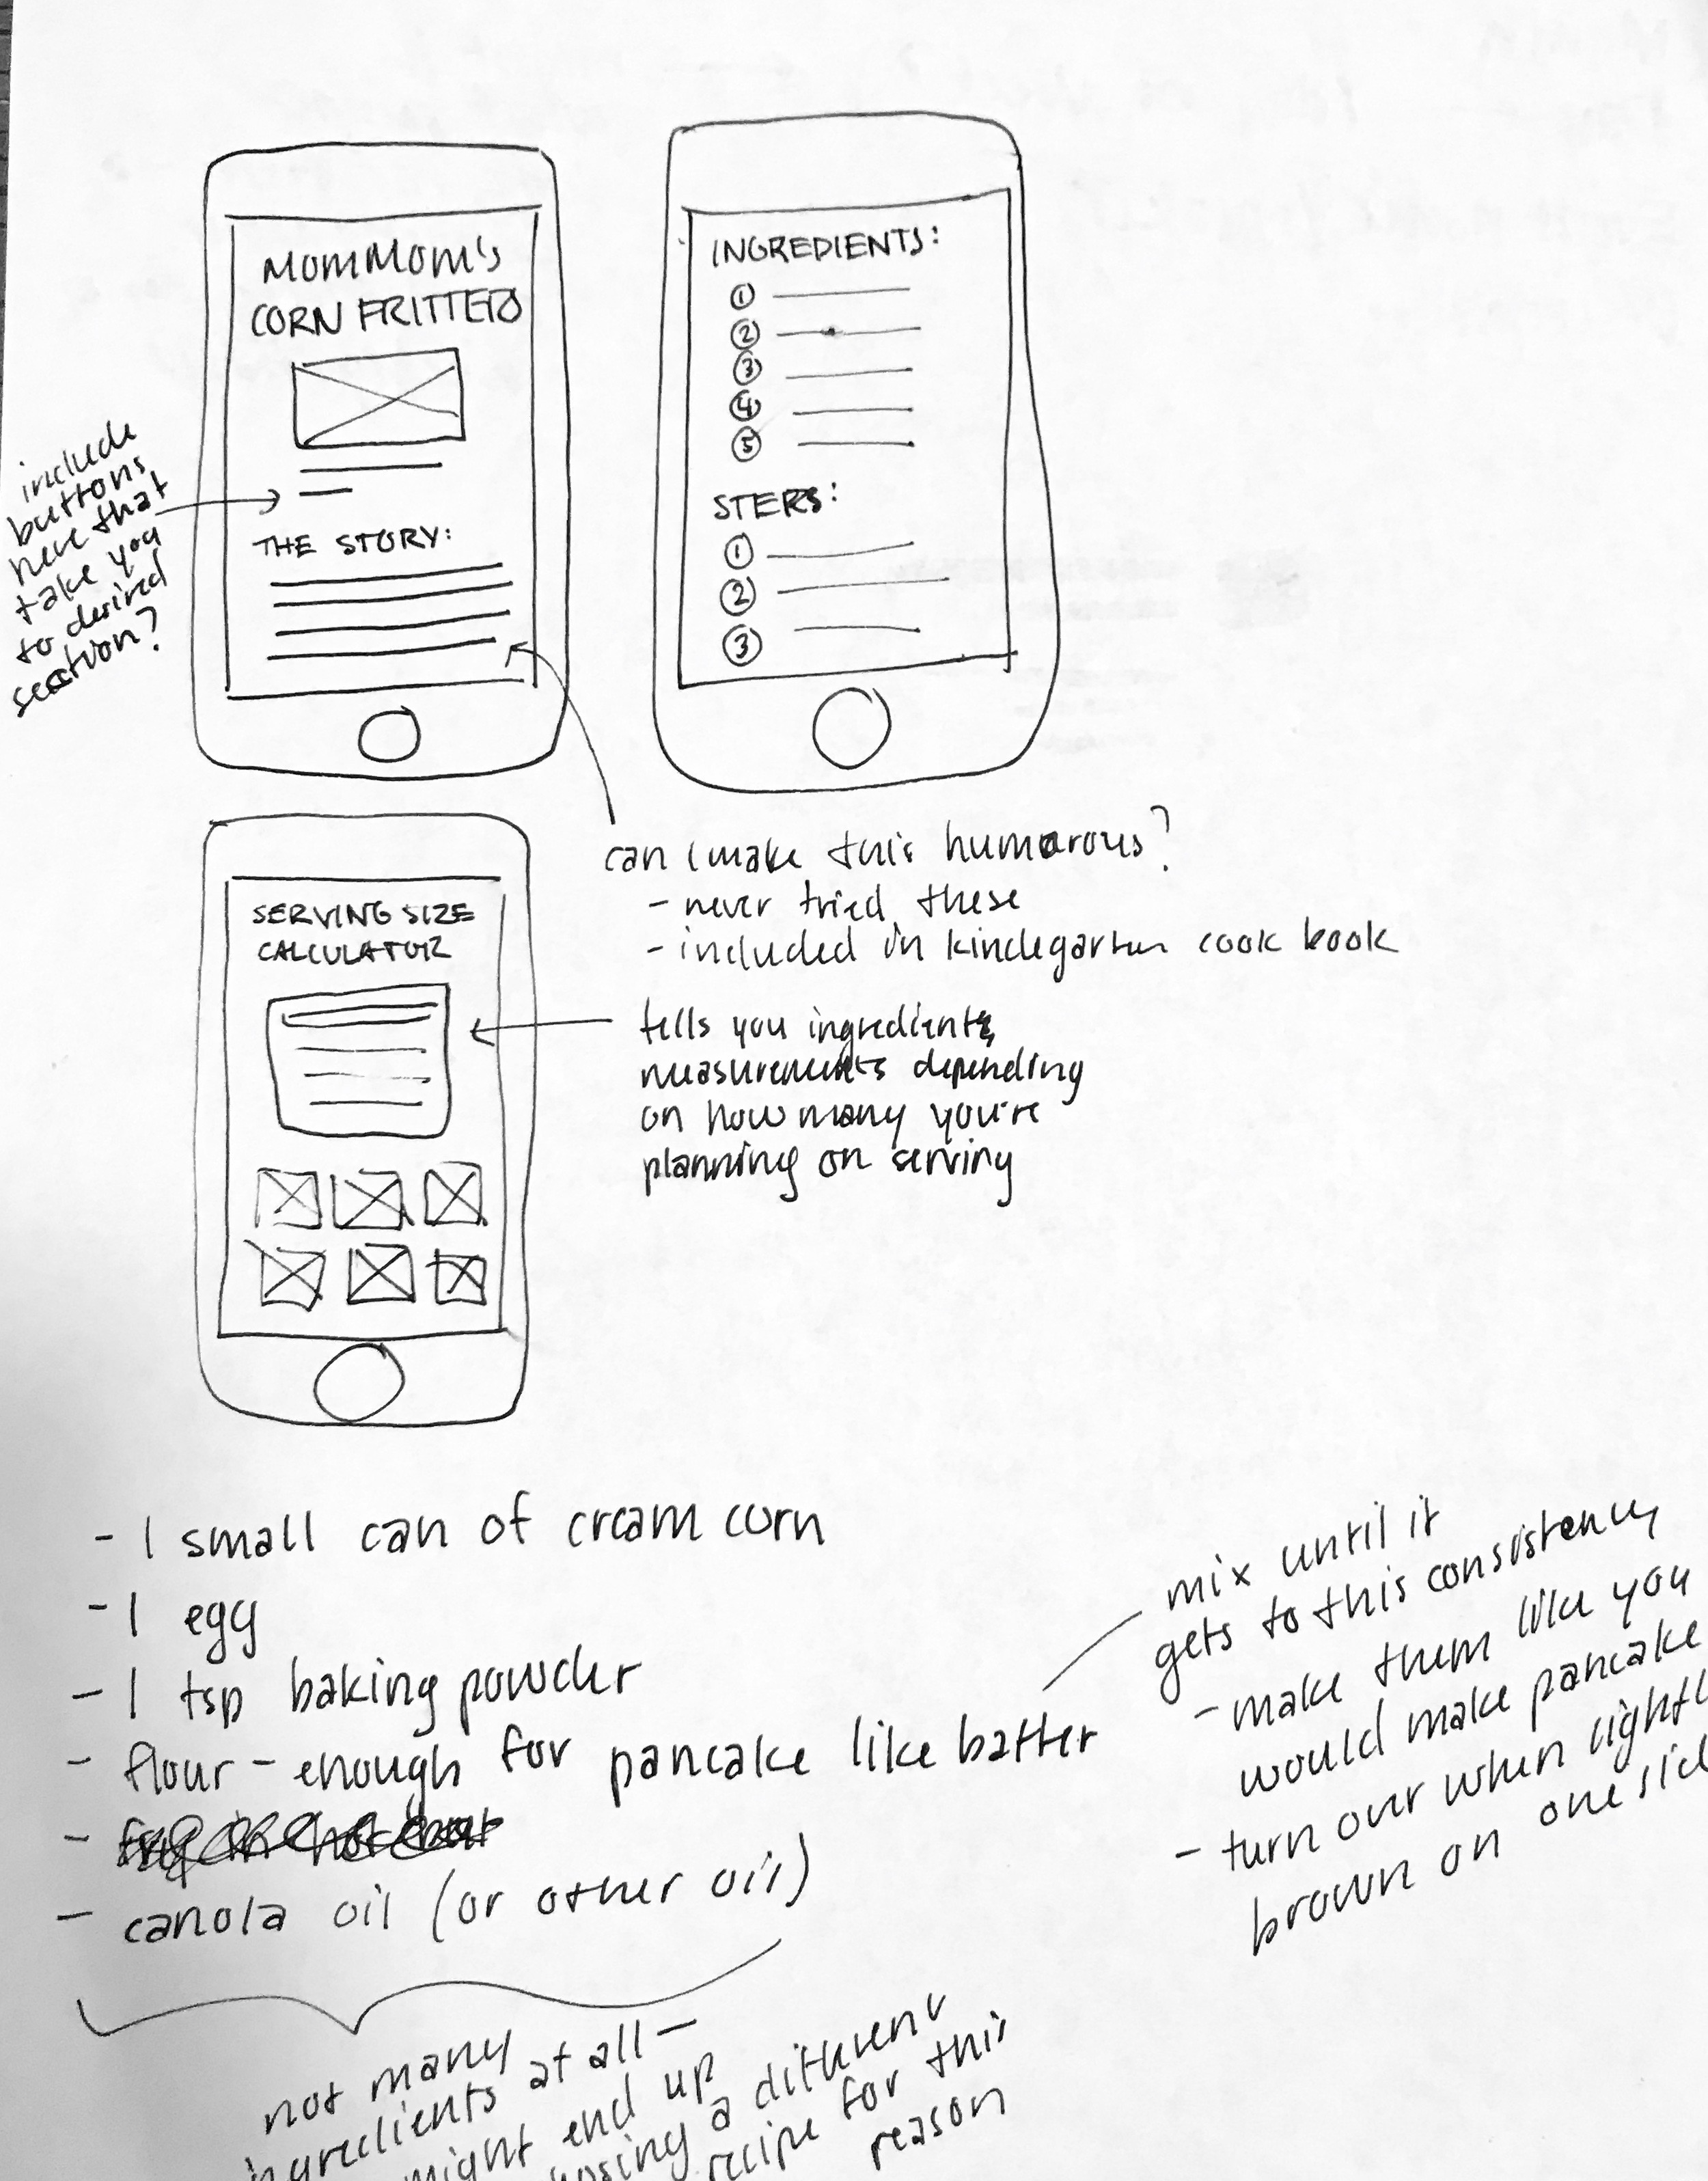 MOMMOM'S
CORN FRITTERS
THE STORY:
include
buttons
here that
take you
to desired
section?
INGREDIENTS:
1
2
3
4
5
STEPS:
1
2
3
can I make this humorous?
- never tried these
- included in kindegarten cook book
SERVING SIZE
CALCULATOR
tells you ingredients
measurements depending
on how many you're
planning on serving
- 1 small can of cream corn
- 1 egg
- 1 tsp baking powder
- flour - enough for pancake like batter
-
- canola oil (or other oil)
mix until it
gets to this consistency
- make them like you
would make pancake
- turn over when lightl
brown on one sid
not many
ingredients at all -
might end up
osing a different
recipe for this
reason